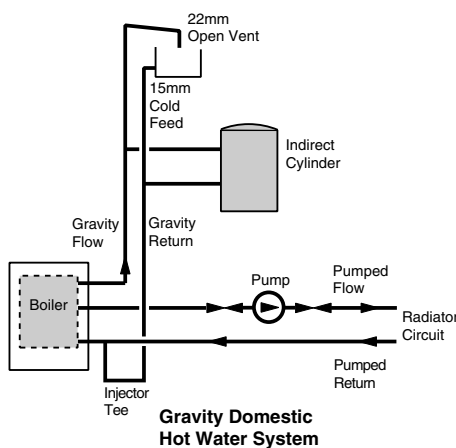 22mm
Open Vent
15mm
Cold
Feed
Indirect
Cylinder
Gravity
Flow
Gravity
Return
Boiler
Pump
Pumped
Flow
Radiator
Circuit
Pumped
Return
Injector
Tee
Gravity Domestic
Hot Water System